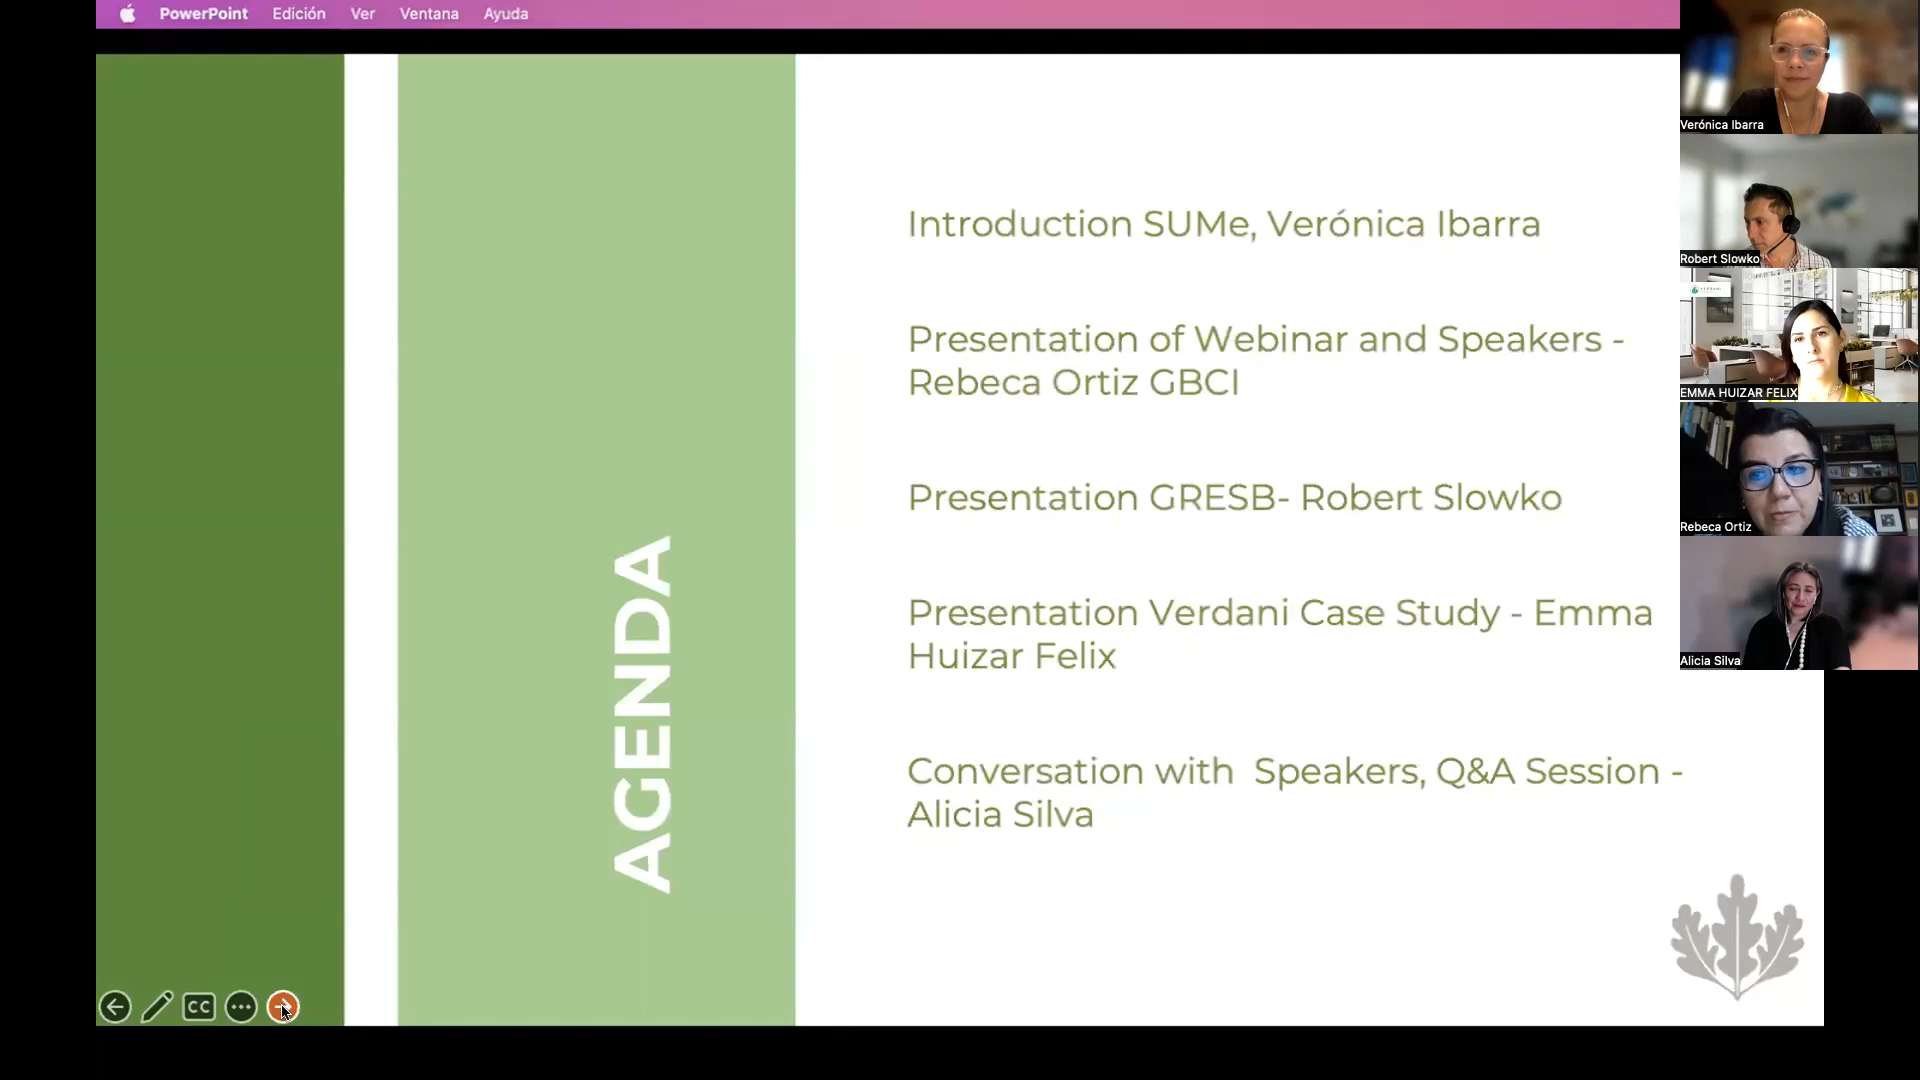 PowerPoint Edición Ver Ventana Ayuda
AGENDA
Introduction SUMe, Verónica Ibarra
Presentation of Webinar and Speakers -
Rebeca Ortiz GBCI
Presentation GRESB- Robert Slowko
Presentation Verdani Case Study - Emma
Huizar Felix
Conversation with Speakers, Q&A Session -
Alicia Silva
CC
Verónica Ibarra
Robert Slowko
VERDANI
EMMA HUIZAR FELIX
Rebeca Ortiz
Alicia Silva